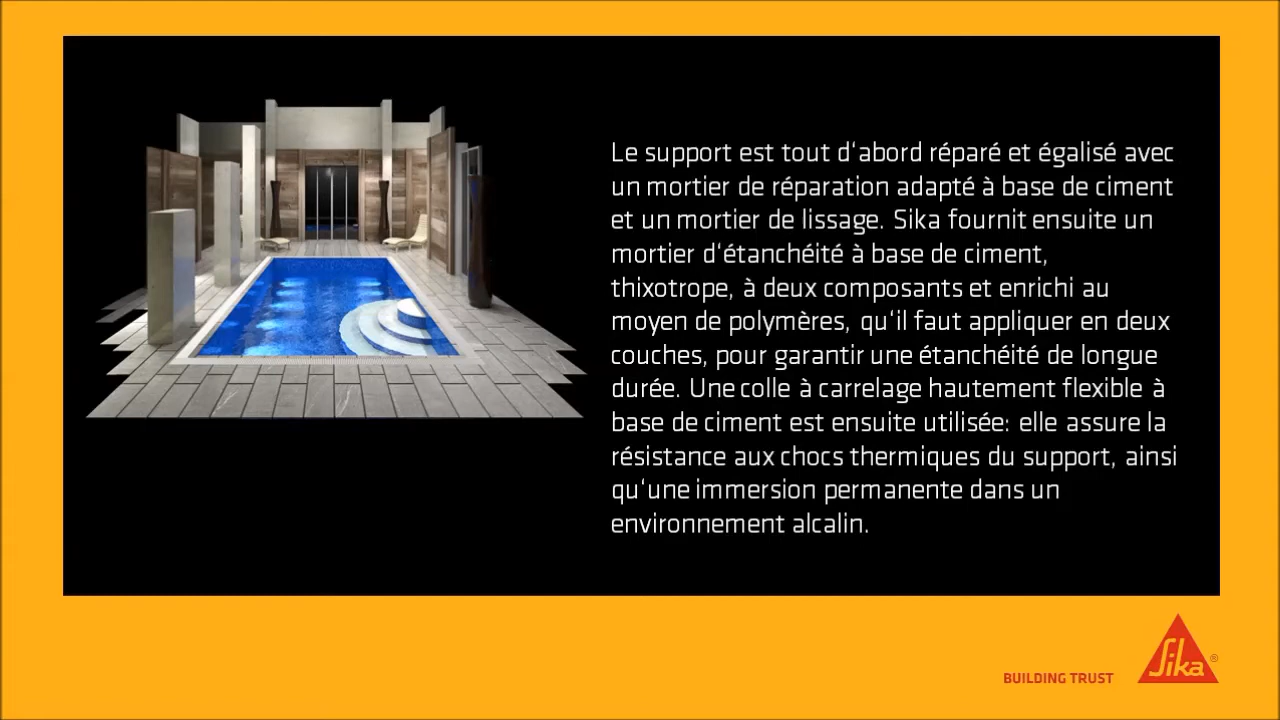 Le support est tout d‘abord réparé et égalisé avec
un mortier de réparation adapté à base de ciment
et un mortier de lissage. Sika fournit ensuite un
mortier d‘étanchéité à base de ciment,
thixotrope, à deux composants et enrichi au
moyen de polymères, qu‘il faut appliquer en deux
couches, pour garantir une étanchéité de longue
durée. Une colle à carrelage hautement flexible à
base de ciment est ensuite utilisée: elle assure la
résistance aux chocs thermiques du support, ainsi
qu‘une immersion permanente dans un
environnement alcalin.
BUILDING TRUST
Sika®